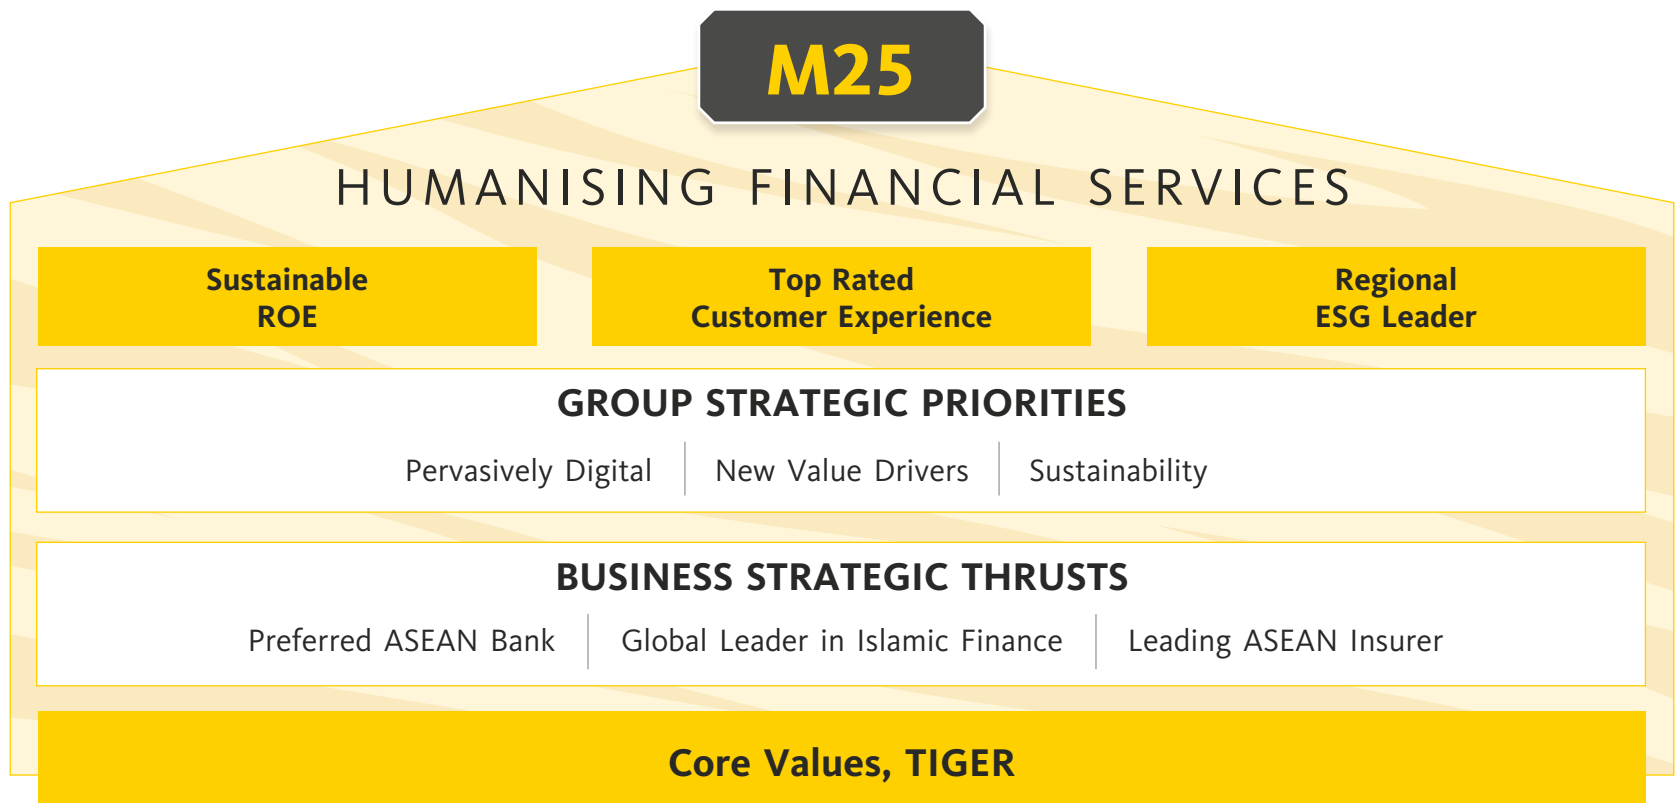 M25
HUMANISING FINANCIAL SERVICES
Sustainable
ROE
Top Rated
Customer Experience
Regional
ESG Leader
GROUP STRATEGIC PRIORITIES
Pervasively Digital
New Value Drivers
Sustainability
BUSINESS STRATEGIC THRUSTS
Preferred ASEAN Bank
Global Leader in Islamic Finance
Leading ASEAN Insurer
Core Values, TIGER